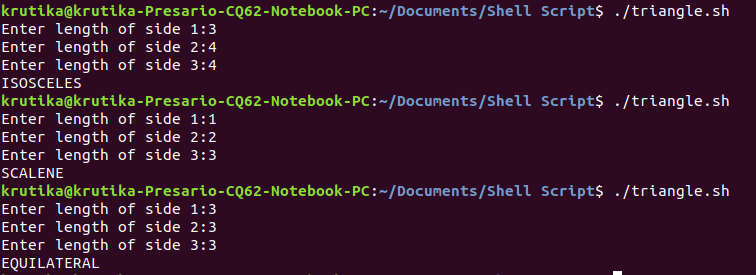 krutika@krutika-Presario-CQ62-Notebook-PC:~/Documents/Shell Script$ ./triangle.sh
Enter length of side 1:3
Enter length of side 2:4
Enter length of side 3:4
ISOSCELES
krutika@krutika-Presario-CQ62-Notebook-PC:~/Documents/Shell Script$ ./triangle.sh
Enter length of side 1:1
Enter length of side 2:2
Enter length of side 3:3
SCALENE
krutika@krutika-Presario-CQ62-Notebook-PC:~/Documents/Shell Script$ ./triangle.sh
Enter length of side 1:3
Enter length of side 2:3
Enter length of side 3:3
EQUILATERAL